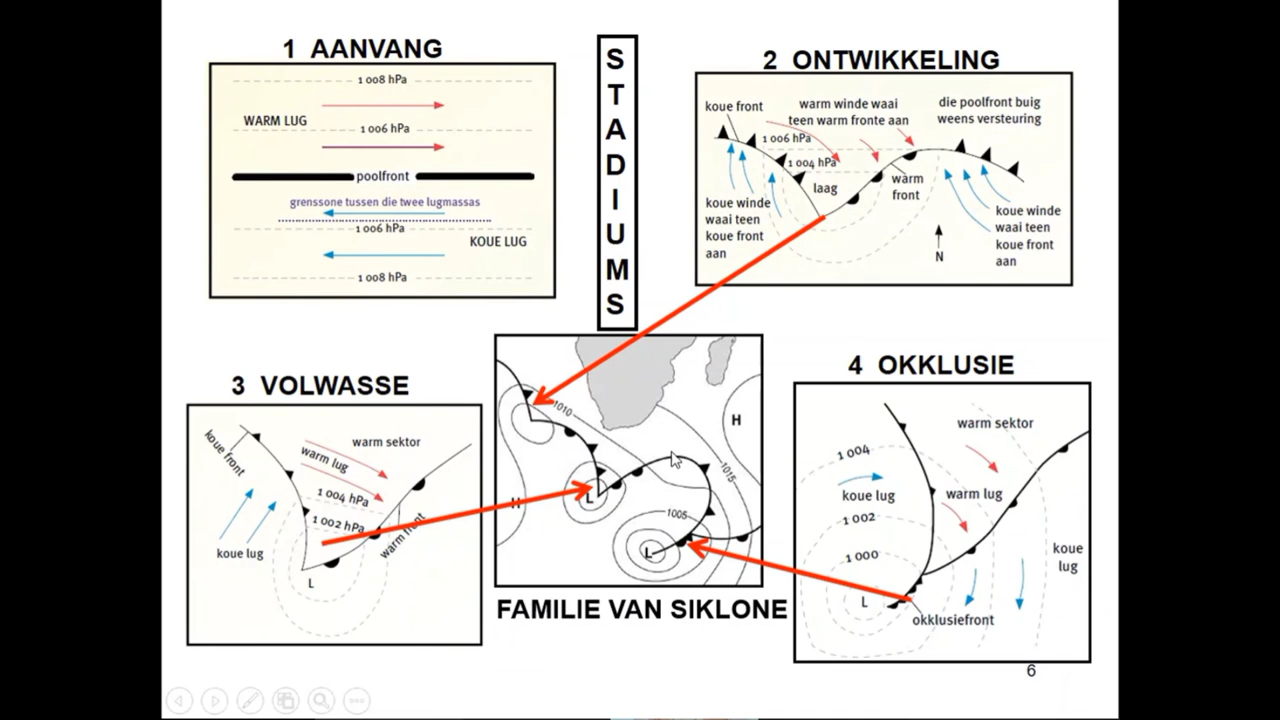 1 AANVANG
1 008 hPa
WARM LUG
1 006 hPa
poolfront
grenssone tussen die twee lugmassas
1 006 hPa
KOUE LUG
1 008 hPa
STADIUMS
2 ONTWIKKELING
koue front
warm winde waai
teen warm fronte aan
die poolfront buig
weens versteuring
1 006 hPa
1 004 hPa
laag
warm
front
koue winde
waai teen
koue front
aan
koue winde
waai teen
koue front
aan
N
3 VOLWASSE
koue front
warm sektor
warm lug
1 004 hPa
1 002 hPa
koue lug
warm front
L
1010
H
1015
H
L
1005
L
FAMILIE VAN SIKLONE
4 OKKLUSIE
warm sektor
1 004
koue lug
warm lug
1 002
1 000
koue
lug
L
okklusiefront
6